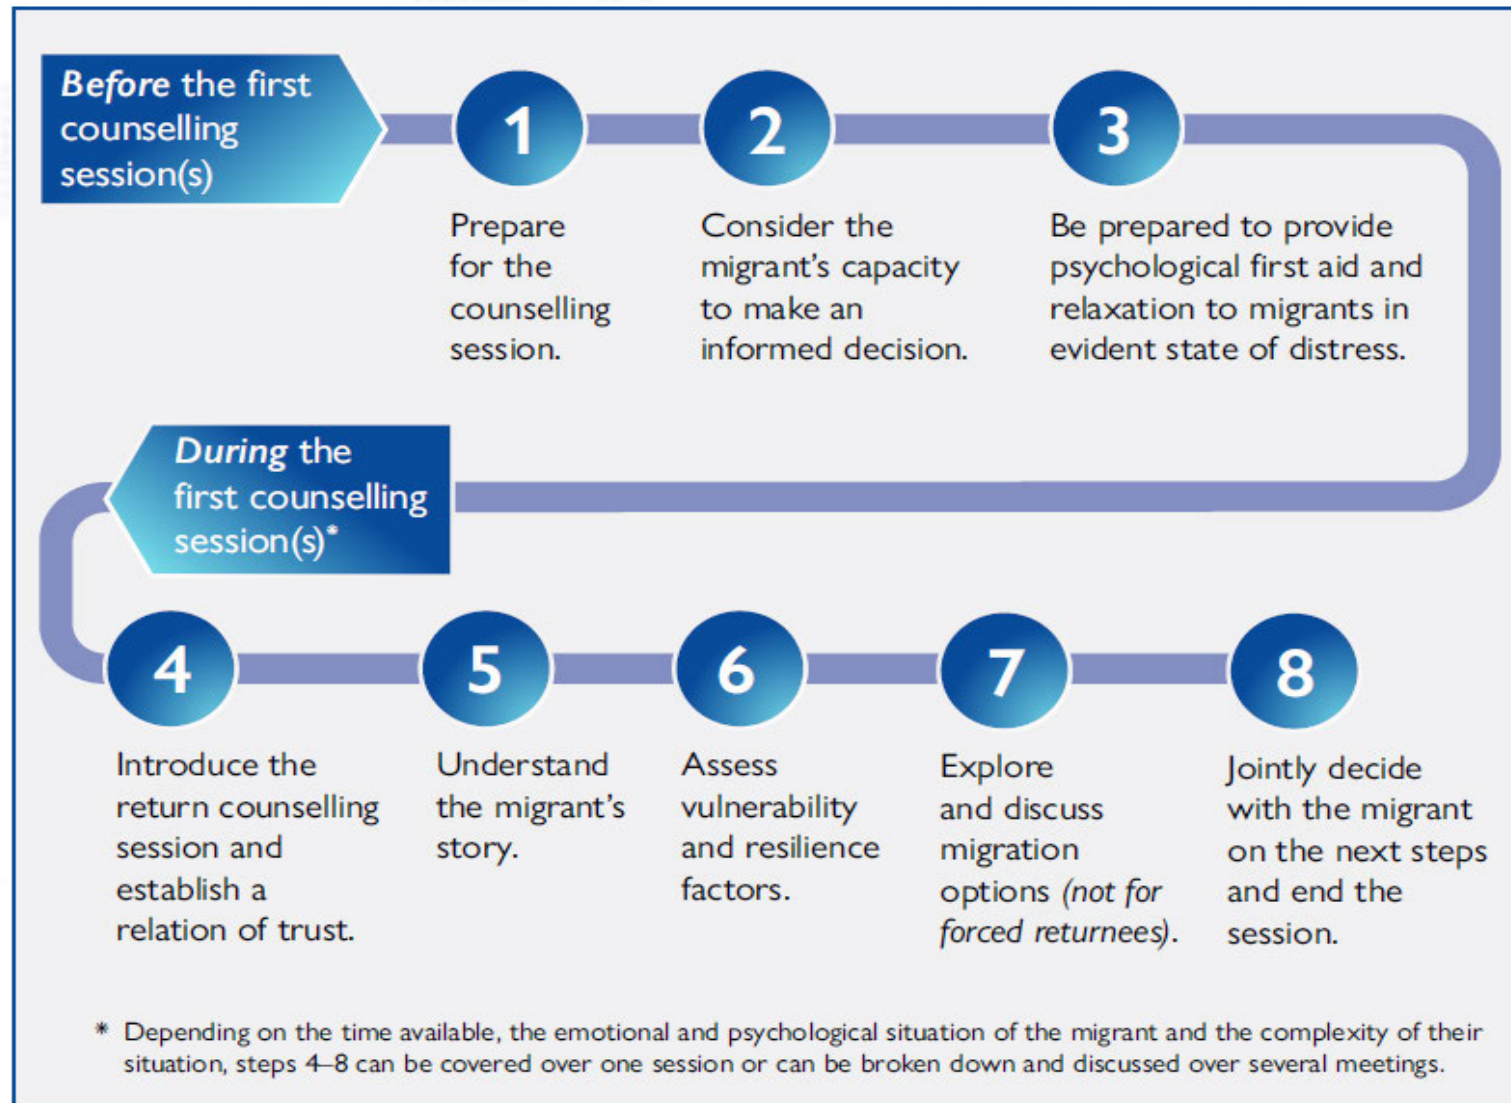 Before the first
counselling
session(s)
1
2
3
Prepare
for the
counselling
session.
Consider the
migrant's capacity
to make an
informed decision.
Be prepared to provide
psychological first aid and
relaxation to migrants in
evident state of distress.
During the
first counselling
session(s)*
4
5
6
7
8
Introduce the
return counselling
session and
establish a
relation of trust.
Understand
the migrant's
story.
Assess
vulnerability
and resilience
factors.
Explore
and discuss
migration
options (not for
forced returnees).
Jointly decide
with the migrant
on the next steps
and end the
session.
* Depending on the time available, the emotional and psychological situation of the migrant and the complexity of their
situation, steps 4–8 can be covered over one session or can be broken down and discussed over several meetings.